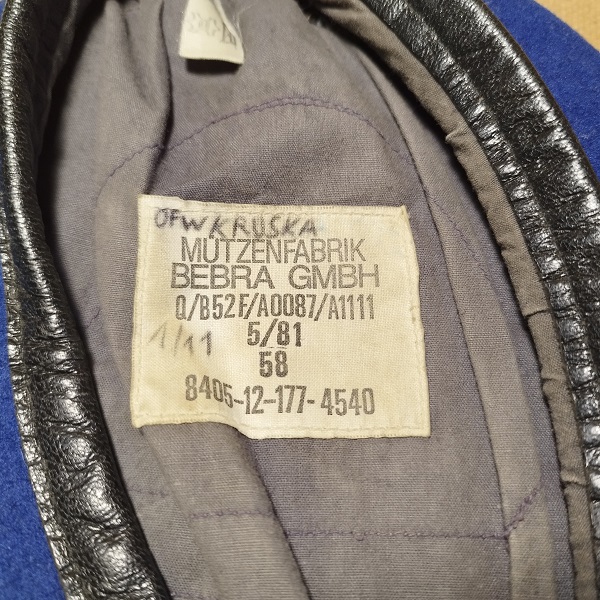 OFW KRUSKA
MÜTZENFABRIK
BEBRA GMBH
Q/B52F/A0087/A1111
1/11 5/81
58
8405-12-177-4540